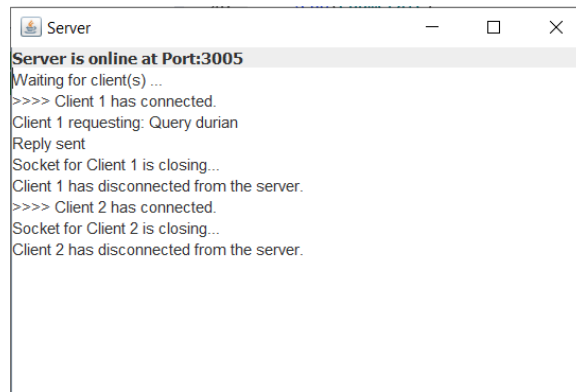 Server
Server is online at Port:3005
Waiting for client(s) ...
>>>> Client 1 has connected.
Client 1 requesting: Query durian
Reply sent
Socket for Client 1 is closing...
Client 1 has disconnected from the server.
>>>> Client 2 has connected.
Socket for Client 2 is closing...
Client 2 has disconnected from the server.